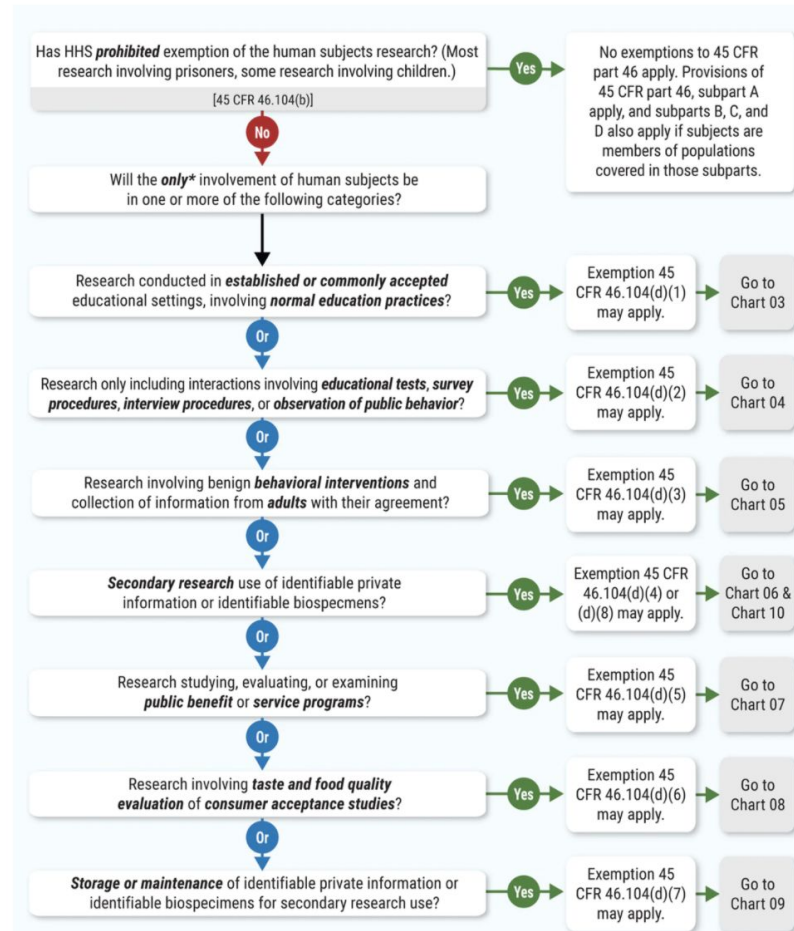 Has HHS prohibited exemption of the human subjects research? (Most
research involving prisoners, some research involving children.)
[45 CFR 46.104(b)]
Yes
No exemptions to 45 CFR
part 46 apply. Provisions of
45 CFR part 46, subpart A
apply, and subparts B, C, and
D also apply if subjects are
members of populations
covered in those subparts.
No
Will the only* involvement of human subjects be
in one or more of the following categories?
Research conducted in established or commonly accepted
educational settings, involving normal education practices?
Yes
Exemption 45
CFR 46.104(d)(1)
may apply.
Go to
Chart 03
Or
Research only including interactions involving educational tests, survey
procedures, interview procedures, or observation of public behavior?
Yes
Exemption 45
CFR 46.104(d)(2)
may apply.
Go to
Chart 04
Or
Research involving benign behavioral interventions and
collection of information from adults with their agreement?
Yes
Exemption 45
CFR 46.104(d)(3)
may apply.
Go to
Chart 05
Or
Secondary research use of identifiable private
information or identifiable biospecmens?
Yes
Exemption 45 CFR
46.104(d)(4) or
(d)(8) may apply.
Go to
Chart 06 &
Chart 10
Or
Research studying, evaluating, or examining
public benefit or service programs?
Yes
Exemption 45
CFR 46.104(d)(5)
may apply.
Go to
Chart 07
Or
Research involving taste and food quality
evaluation of consumer acceptance studies?
Yes
Exemption 45
CFR 46.104(d)(6)
may apply.
Go to
Chart 08
Or
Storage or maintenance of identifiable private information or
identifiable biospecimens for secondary research use?
Yes
Exemption 45
CFR 46.104(d)(7)
may apply.
Go to
Chart 09